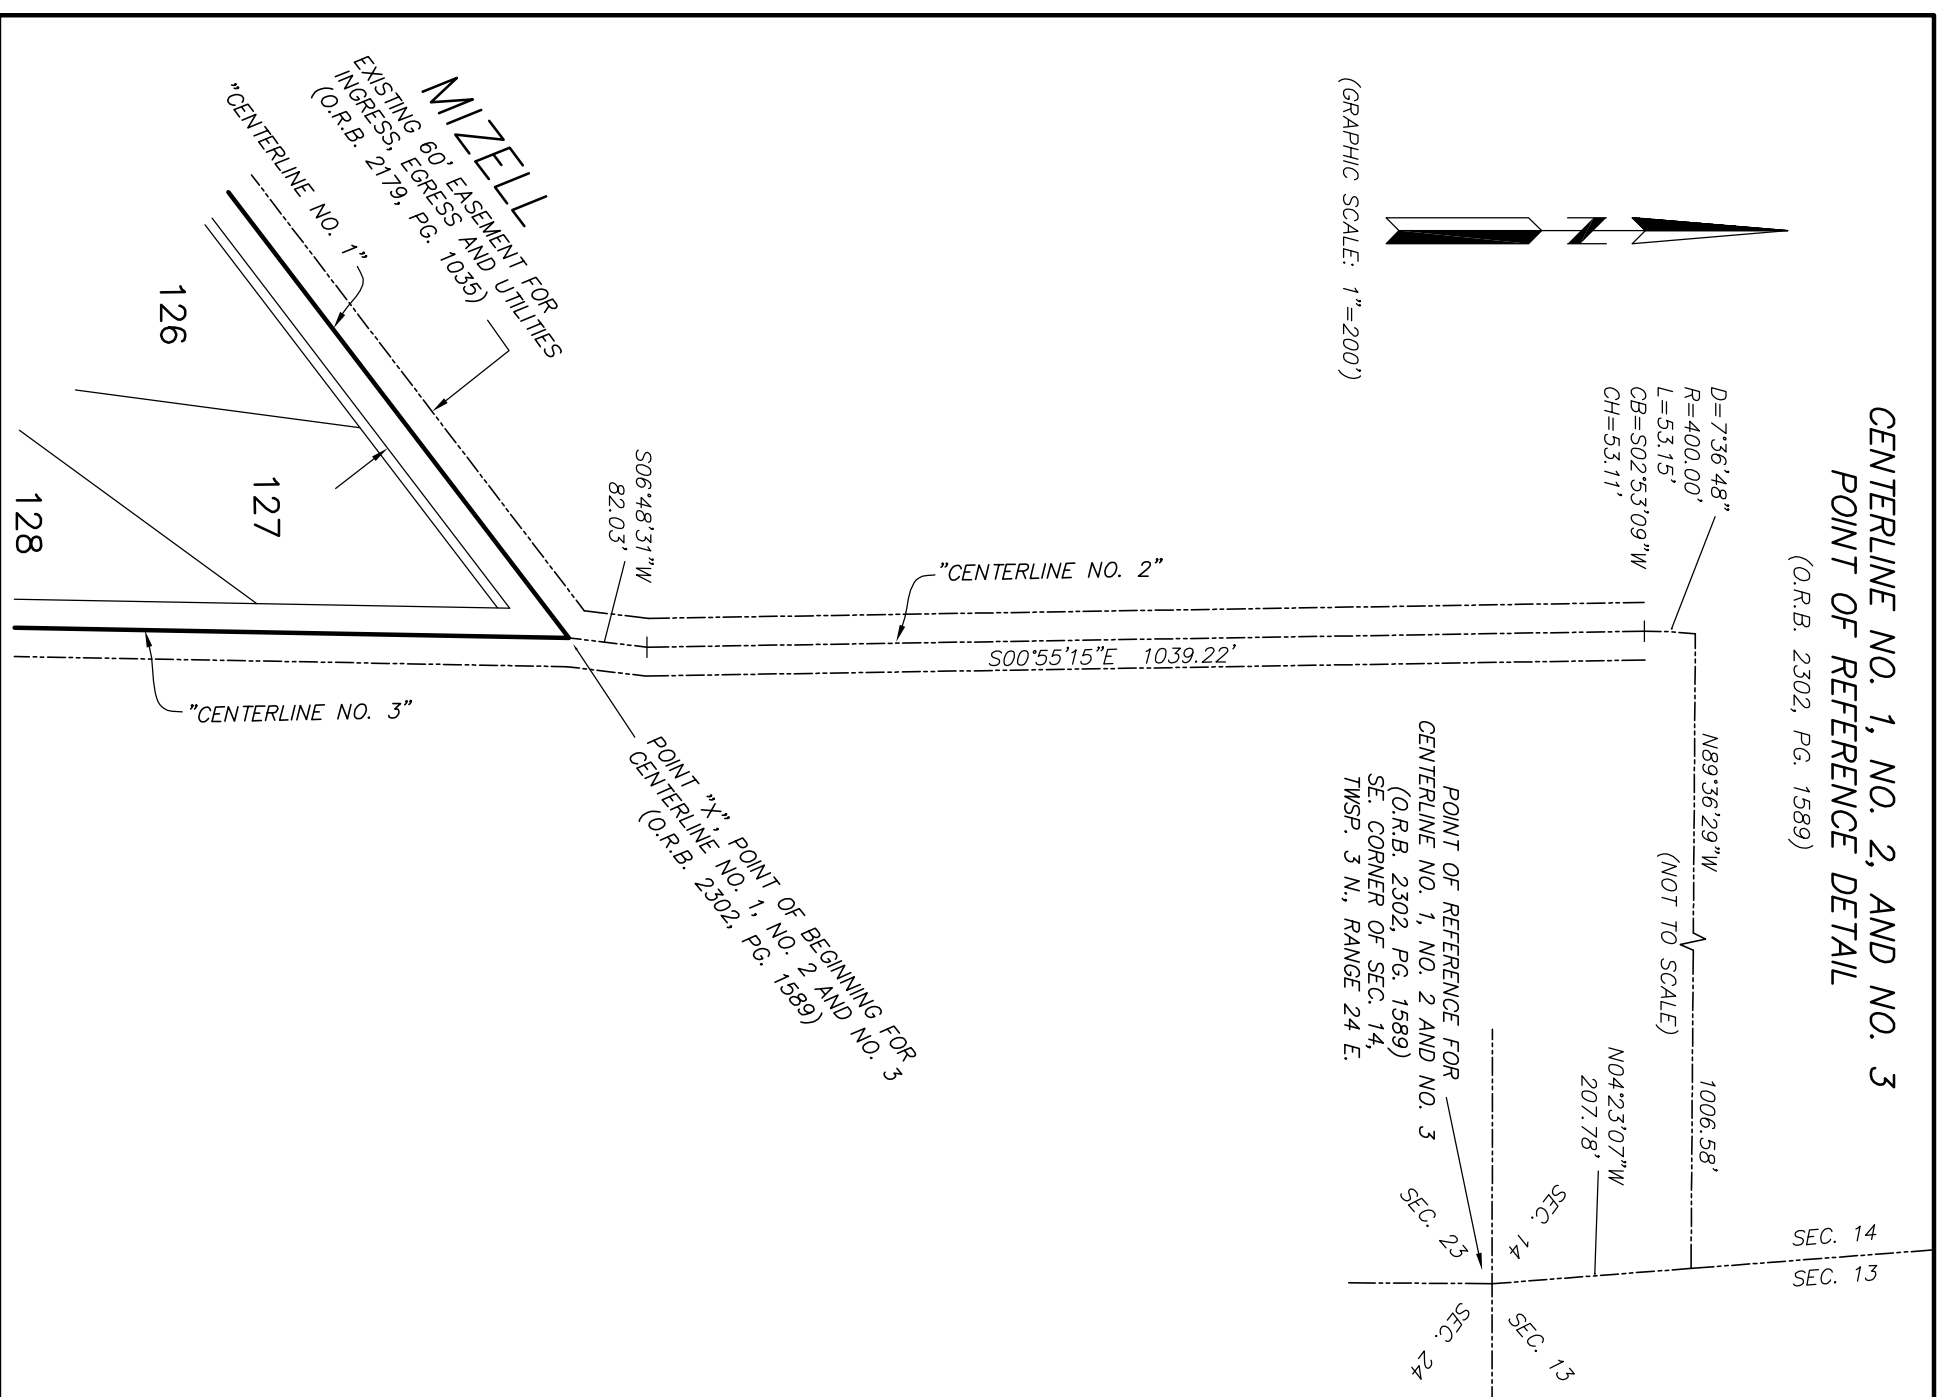 CENTERLINE NO. 1, NO. 2, AND NO. 3
POINT OF REFERENCE DETAIL
(O.R.B. 2302, PG. 1589)
D=7°36'48"
R=400.00'
L=53.15'
CB=S02°53'09"W
CH=53.11'
N89°36'29"W
1006.58'
(NOT TO SCALE)
N04°23'07"W
207.78'
SEC. 14
SEC. 13
SEC. 14
SEC. 13
SEC. 23
SEC. 24
POINT OF REFERENCE FOR
CENTERLINE NO. 1, NO. 2 AND NO. 3
(O.R.B. 2302, PG. 1589)
SE. CORNER OF SEC. 14,
TWSP. 3 N., RANGE 24 E.
N
(GRAPHIC SCALE: 1"=200')
"CENTERLINE NO. 2"
S00°55'15"E 1039.22'
S06°48'31"W
82.03'
POINT "X", POINT OF BEGINNING FOR
CENTERLINE NO. 1, NO. 2 AND NO. 3
(O.R.B. 2302, PG. 1589)
MIZELL
EXISTING 60' EASEMENT FOR
INGRESS, EGRESS AND UTILITIES
(O.R.B. 2179, PG. 1035)
"CENTERLINE NO. 1"
"CENTERLINE NO. 3"
126
127
128